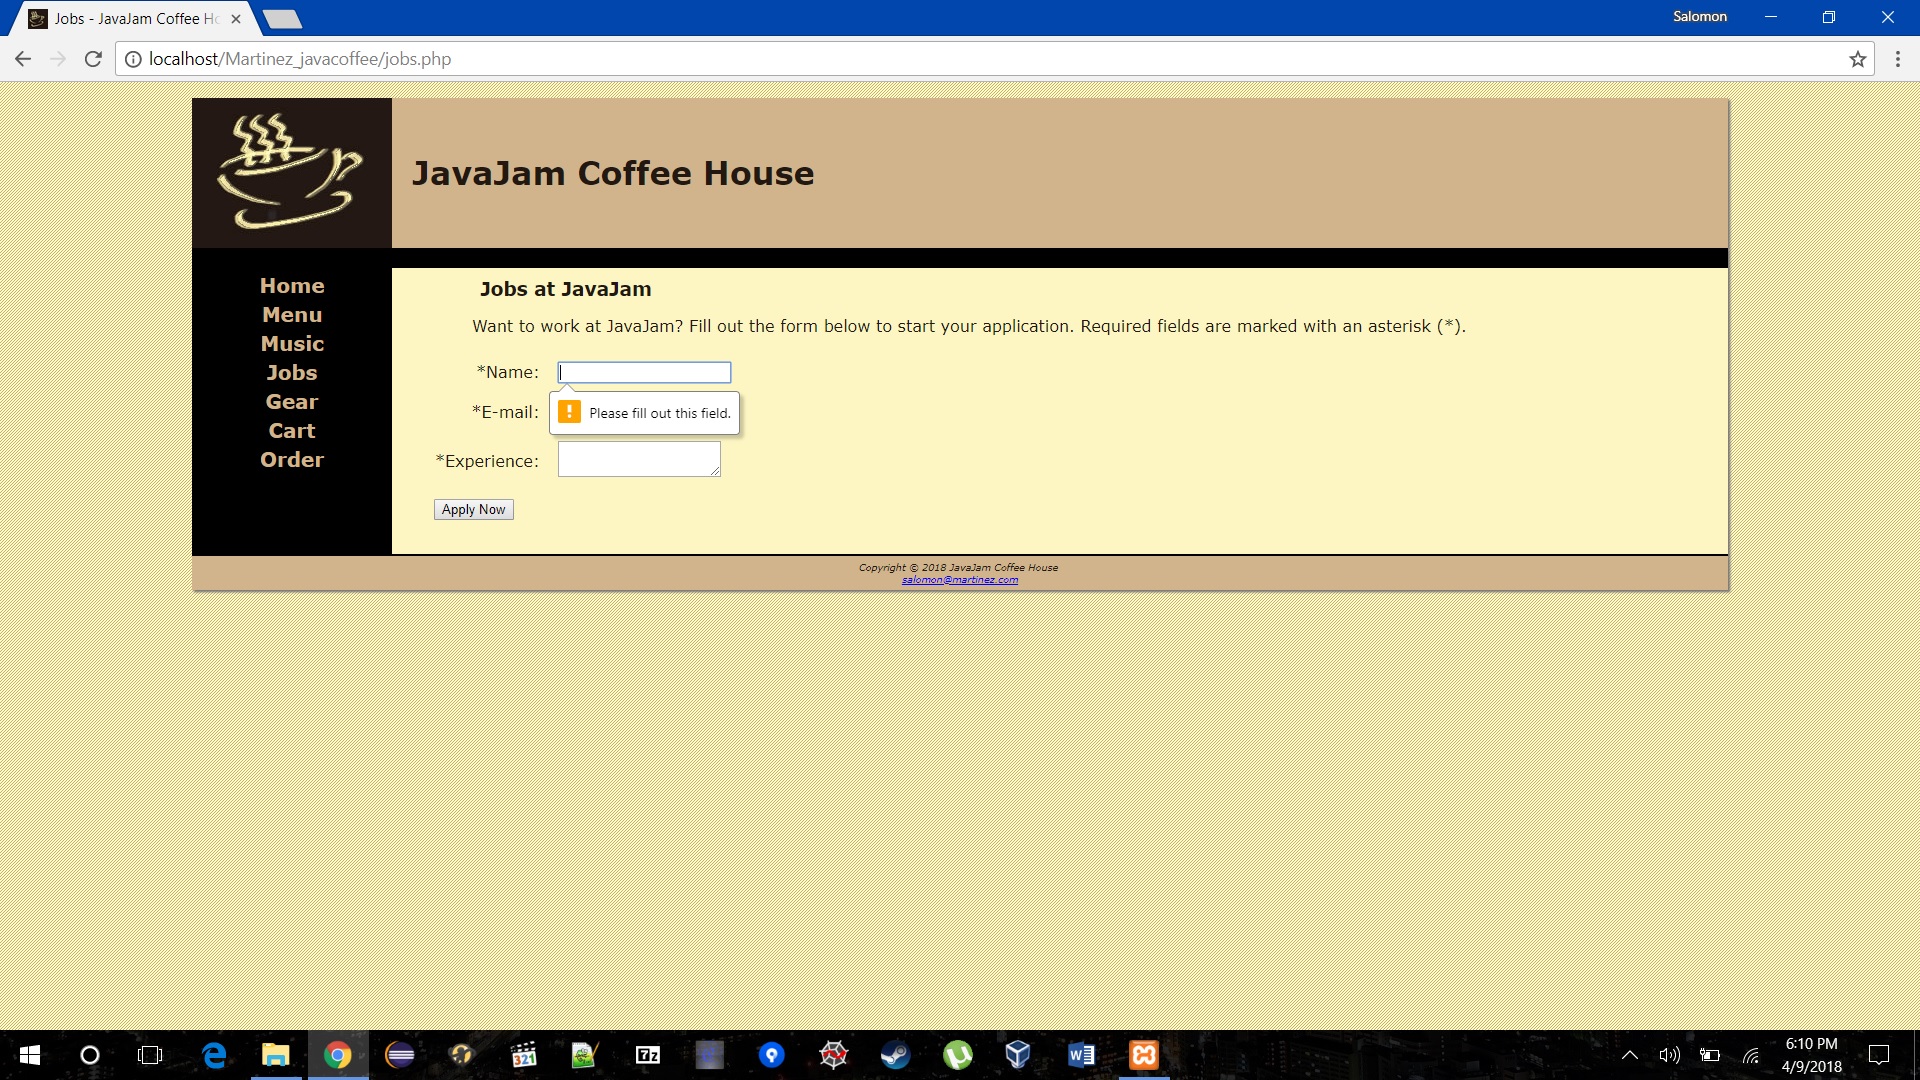 Jobs - JavaJam Coffee Ho
Salomon
localhost/Martinez_javacoffee/jobs.php
JavaJam Coffee House
Home
Menu
Music
Jobs
Gear
Cart
Order
Jobs at JavaJam
Want to work at JavaJam? Fill out the form below to start your application. Required fields are marked with an asterisk (*).
*Name:
*E-mail:
Please fill out this field.
*Experience:
Apply Now
Copyright © 2018 JavaJam Coffee House
salomon@martinez.com
321
7z
6:10 PM
4/9/2018